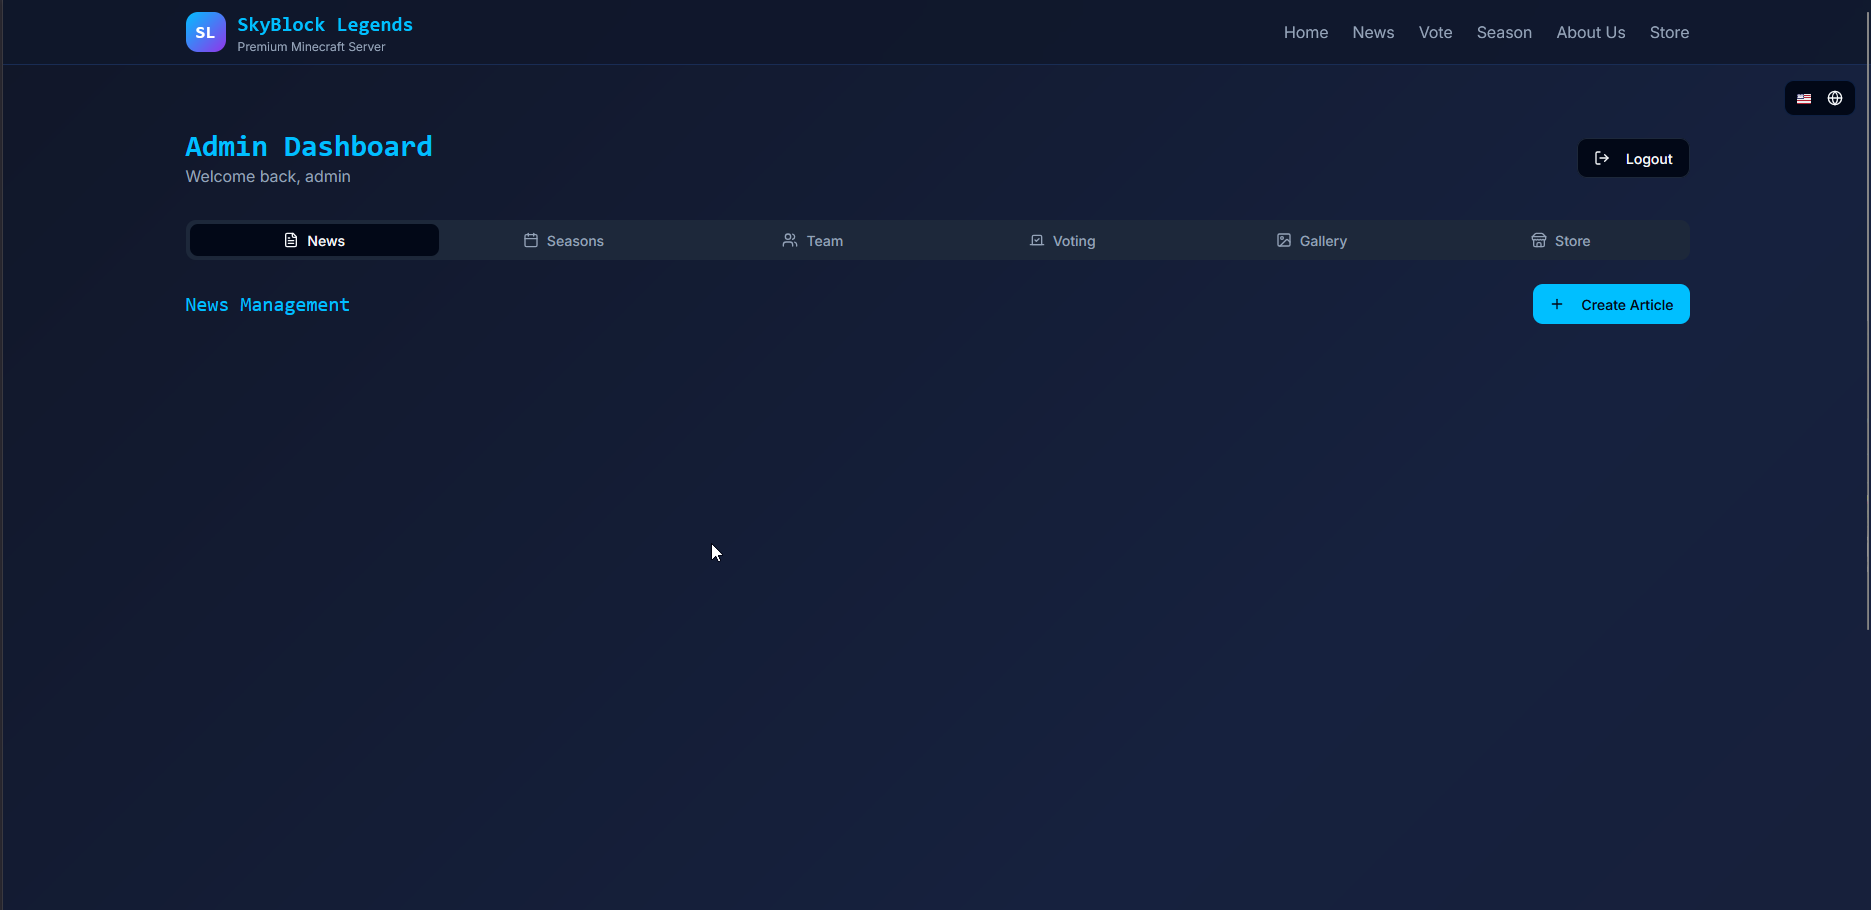 SL
SkyBlock Legends
Premium Minecraft Server
Home News Vote Season About Us Store
Admin Dashboard
Welcome back, admin
Logout
News Seasons Team Voting Gallery Store
News Management
+ Create Article